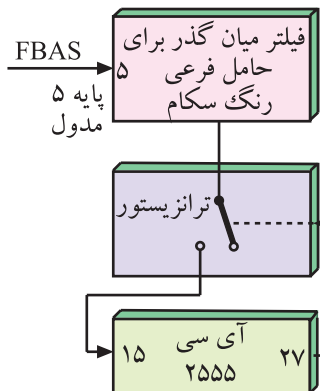 فیلتر میان گذر برای
حامل فرعی
رنگ سکام
۵
FBAS
پایه ۵
مدول
ترانزیستور
آی سی
۲۵۵۵
۱۵
۲۷